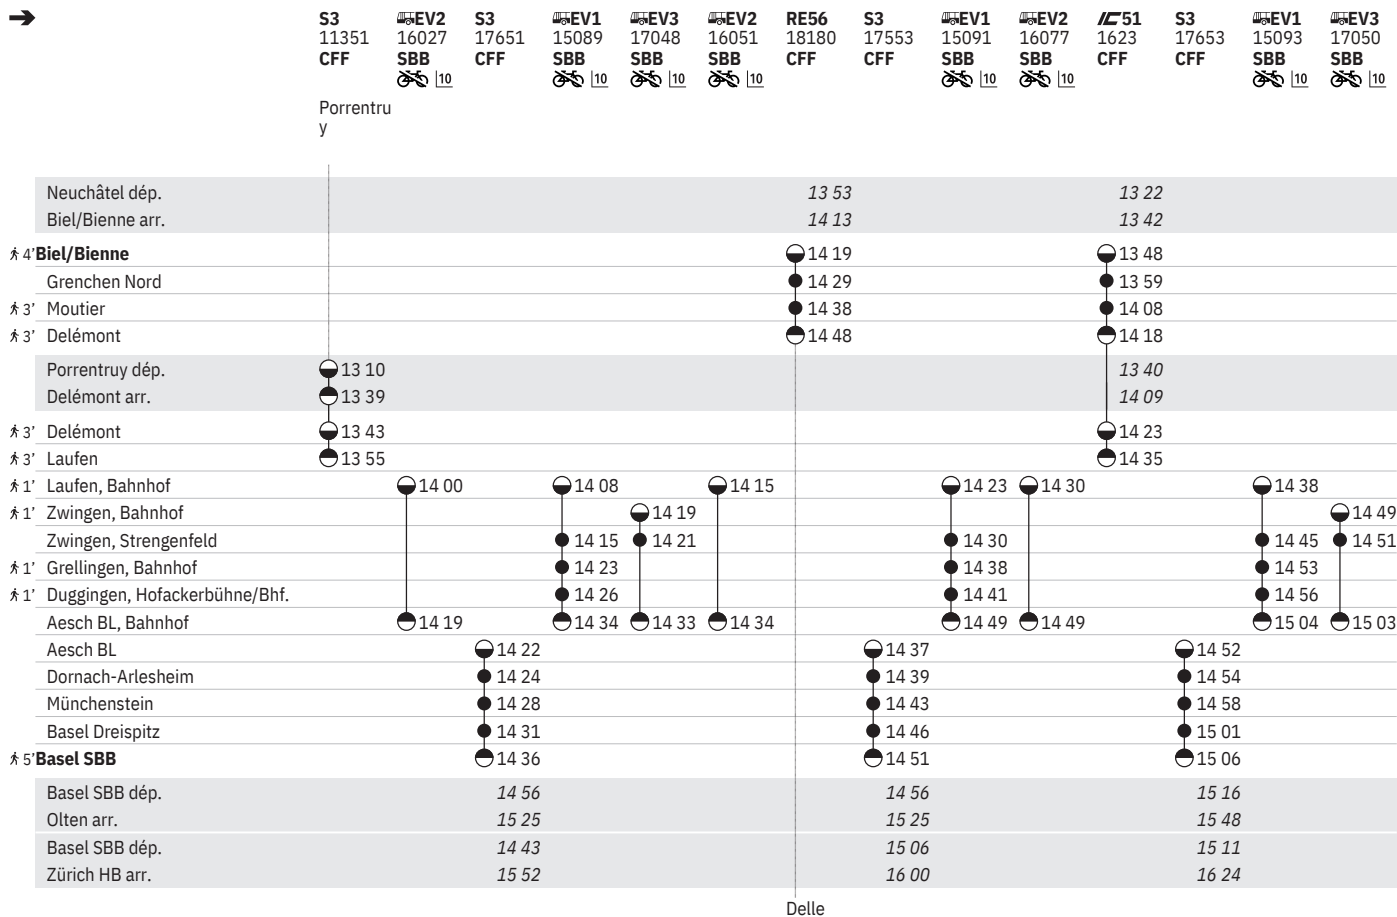 S3 EV2 S3 EV1 EV3 EV2 RE56 S3 EV1 EV2 IC51 S3 EV1 EV3
11351 16027 17651 15089 17048 16051 18180 17553 15091 16077 1623 17653 15093 17050
CFF SBB CFF SBB SBB SBB CFF CFF SBB SBB CFF CFF SBB SBB
10 10 10 10 10 10 10 10
Porrentru
y
Neuchâtel dép. 13 53 13 22
Biel/Bienne arr. 14 13 13 42
4' Biel/Bienne 14 19 13 48
Grenchen Nord 14 29 13 59
3' Moutier 14 38 14 08
3' Delémont 14 48 14 18
Porrentruy dép. 13 10 13 40
Delémont arr. 13 39 14 09
3' Delémont 13 43 14 23
3' Laufen 13 55 14 35
1' Laufen, Bahnhof 14 00 14 08 14 15 14 23 14 30 14 38
1' Zwingen, Bahnhof 14 19 14 49
Zwingen, Strengenfeld 14 15 14 21 14 30 14 45 14 51
1' Grellingen, Bahnhof 14 23 14 38 14 53
1' Duggingen, Hofackerbühne/Bhf. 14 26 14 41 14 56
Aesch BL, Bahnhof 14 19 14 34 14 33 14 34 14 49 14 49 15 04 15 03
Aesch BL 14 22 14 37 14 52
Dornach-Arlesheim 14 24 14 39 14 54
Münchenstein 14 28 14 43 14 58
Basel Dreispitz 14 31 14 46 15 01
5' Basel SBB 14 36 14 51 15 06
Basel SBB dép. 14 56 14 56 15 16
Olten arr. 15 25 15 25 15 48
Basel SBB dép. 14 43 15 06 15 11
Zürich HB arr. 15 52 16 00 16 24
Delle